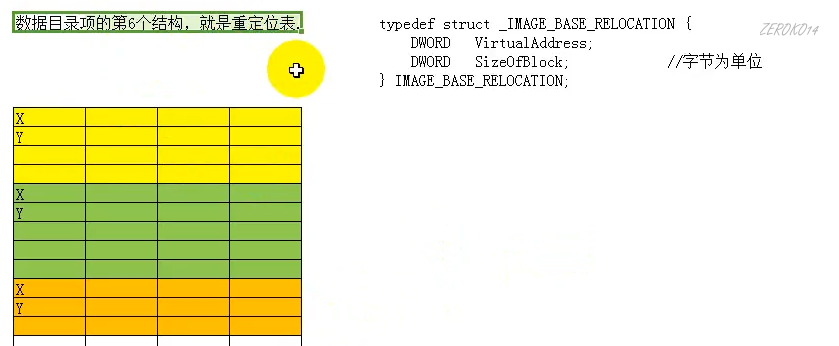 数据目录项的第6个结构，就是重定位表.
typedef struct _IMAGE_BASE_RELOCATION {
DWORD VirtualAddress;
DWORD SizeOfBlock; //字节为单位
} IMAGE_BASE_RELOCATION;
ZEROKO14
X
Y
X
Y
X
Y